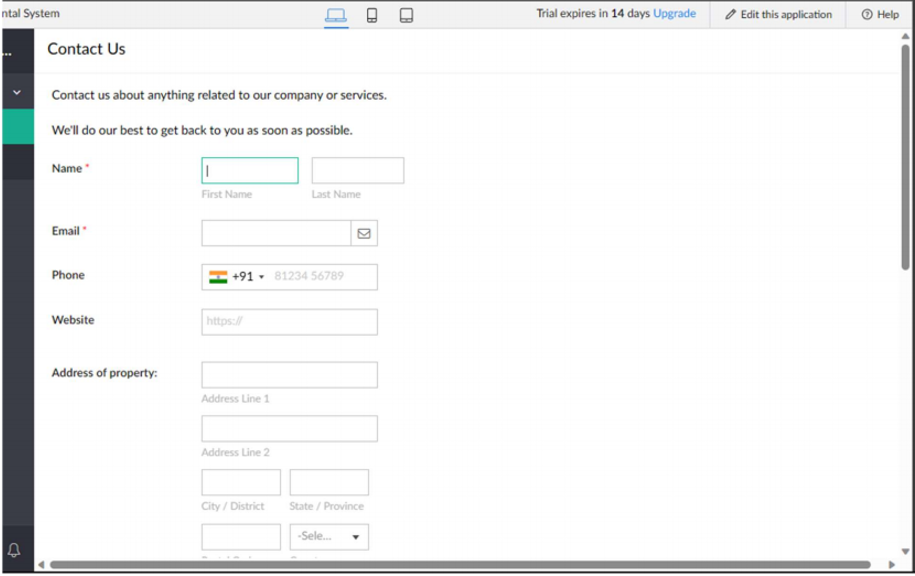 ntal System
Trial expires in 14 days Upgrade
Edit this application
Help
...
Contact Us
Contact us about anything related to our company or services.
We'll do our best to get back to you as soon as possible.
Name *
First Name Last Name
Email *
Phone +91 81234 56789
Website https://
Address of property:
Address Line 1
Address Line 2
City / District State / Province
-Sele...